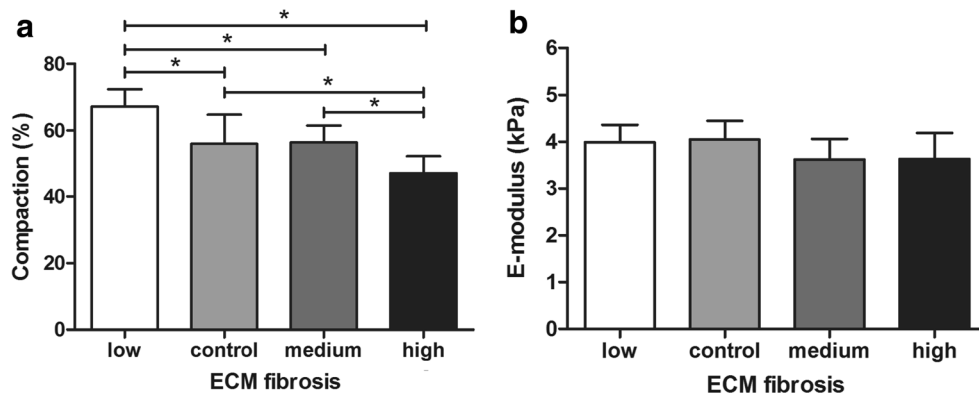 a
*
*
*
*
*
Compaction (%)
80
60
40
20
0
low control medium high
ECM fibrosis
b
E-modulus (kPa)
6
5
4
3
2
1
0
low control medium high
ECM fibrosis